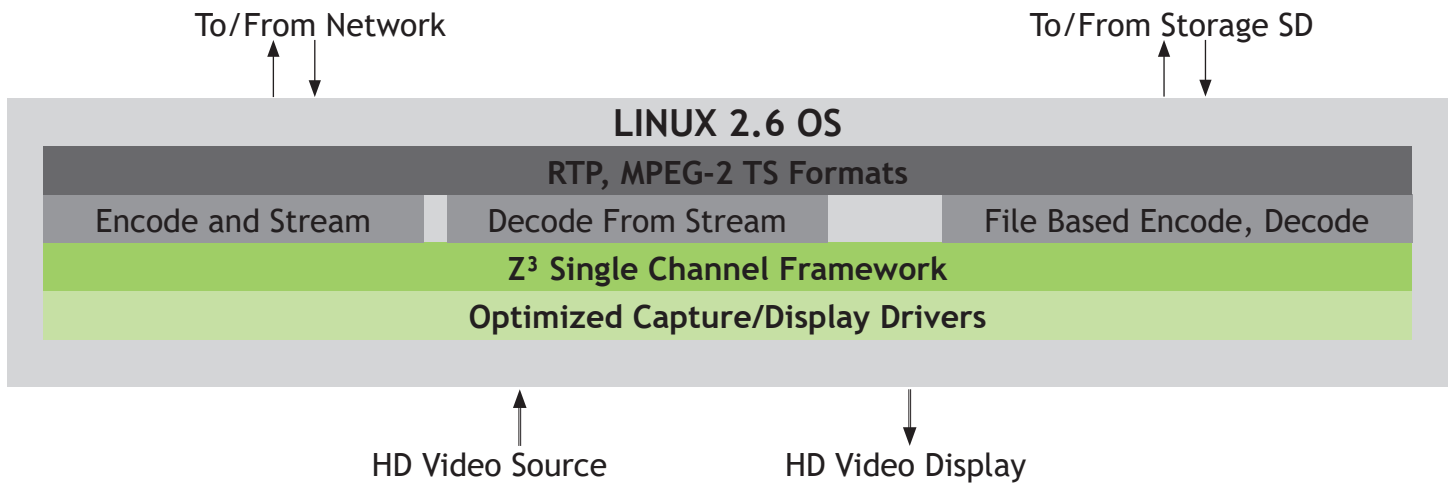 To/From Network
To/From Storage SD
LINUX 2.6 OS
RTP, MPEG-2 TS Formats
Encode and Stream
Decode From Stream
File Based Encode, Decode
Z³ Single Channel Framework
Optimized Capture/Display Drivers
HD Video Source
HD Video Display